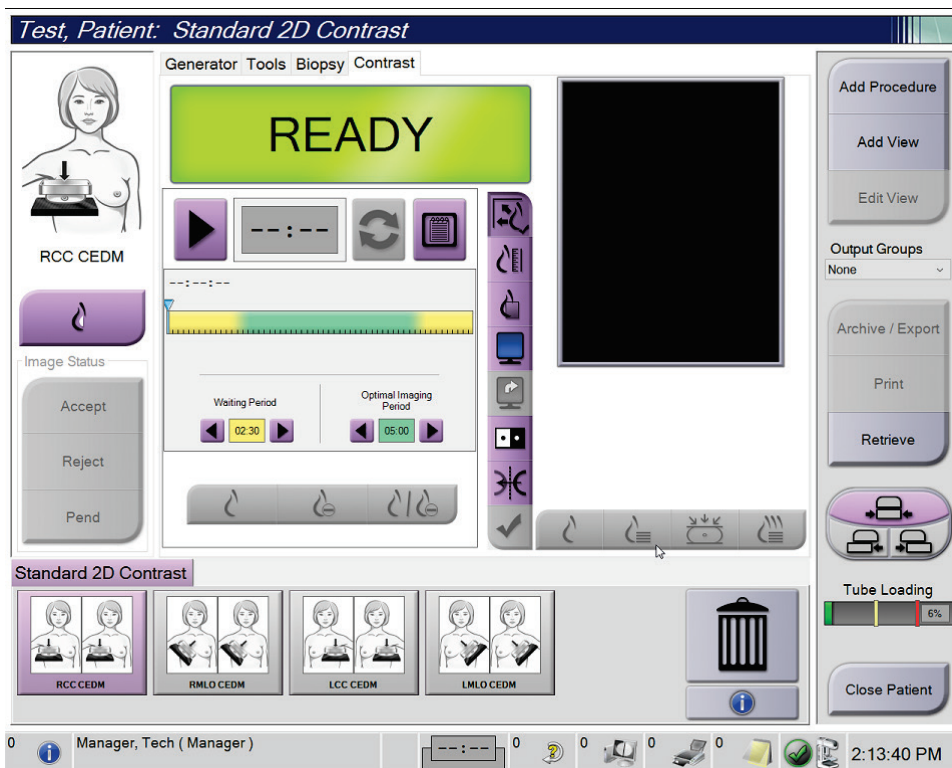 Test, Patient:  Standard 2D Contrast
Generator Tools Biopsy Contrast
READY
--:--
RCC CEDM
--:--:--
Image Status
Accept
Reject
Pend
Waiting Period
02:30
Optimal Imaging
Period
05:00
Add Procedure
Add View
Edit View
Output Groups
None
Archive / Export
Print
Retrieve
Tube Loading
6%
Close Patient
Standard 2D Contrast
RCC CEDM
RMLO CEDM
LCC CEDM
LMLO CEDM
0 Manager, Tech ( Manager ) --:-- 0 0 0 0 2:13:40 PM